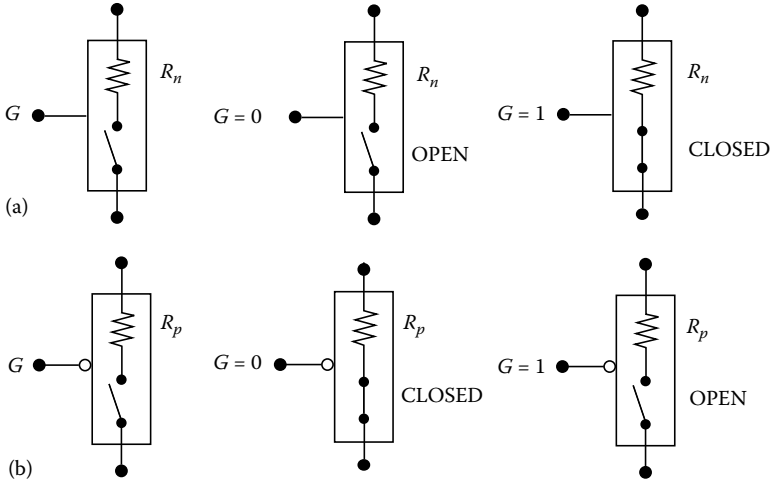 G
R_n
G = 0
R_n
OPEN
G = 1
R_n
CLOSED
(a)
G
R_p
G = 0
R_p
CLOSED
G = 1
R_p
OPEN
(b)